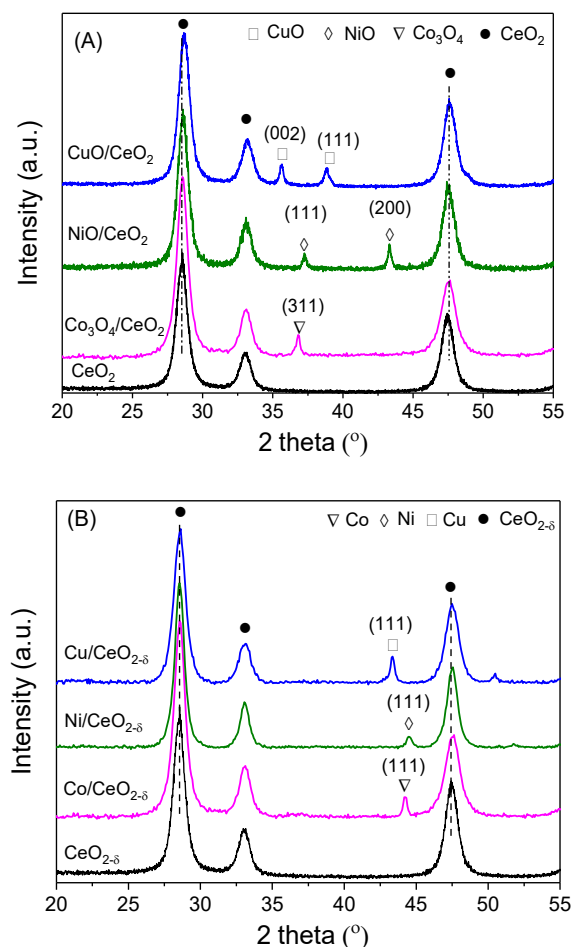 (A)
□ CuO ◊ NiO ▽ Co₃O₄ ● CeO₂
(002)
(111)
CuO/CeO₂
(111)
(200)
NiO/CeO₂
(311)
Co₃O₄/CeO₂
CeO₂
Intensity (a.u.)
20 25 30 35 40 45 50 55
2 theta (°)
(B)
▽ Co ◊ Ni □ Cu ● CeO₂₋δ
(111)
Cu/CeO₂₋δ
(111)
Ni/CeO₂₋δ
(111)
Co/CeO₂₋δ
CeO₂₋δ
Intensity (a.u.)
20 25 30 35 40 45 50 55
2 theta (°)